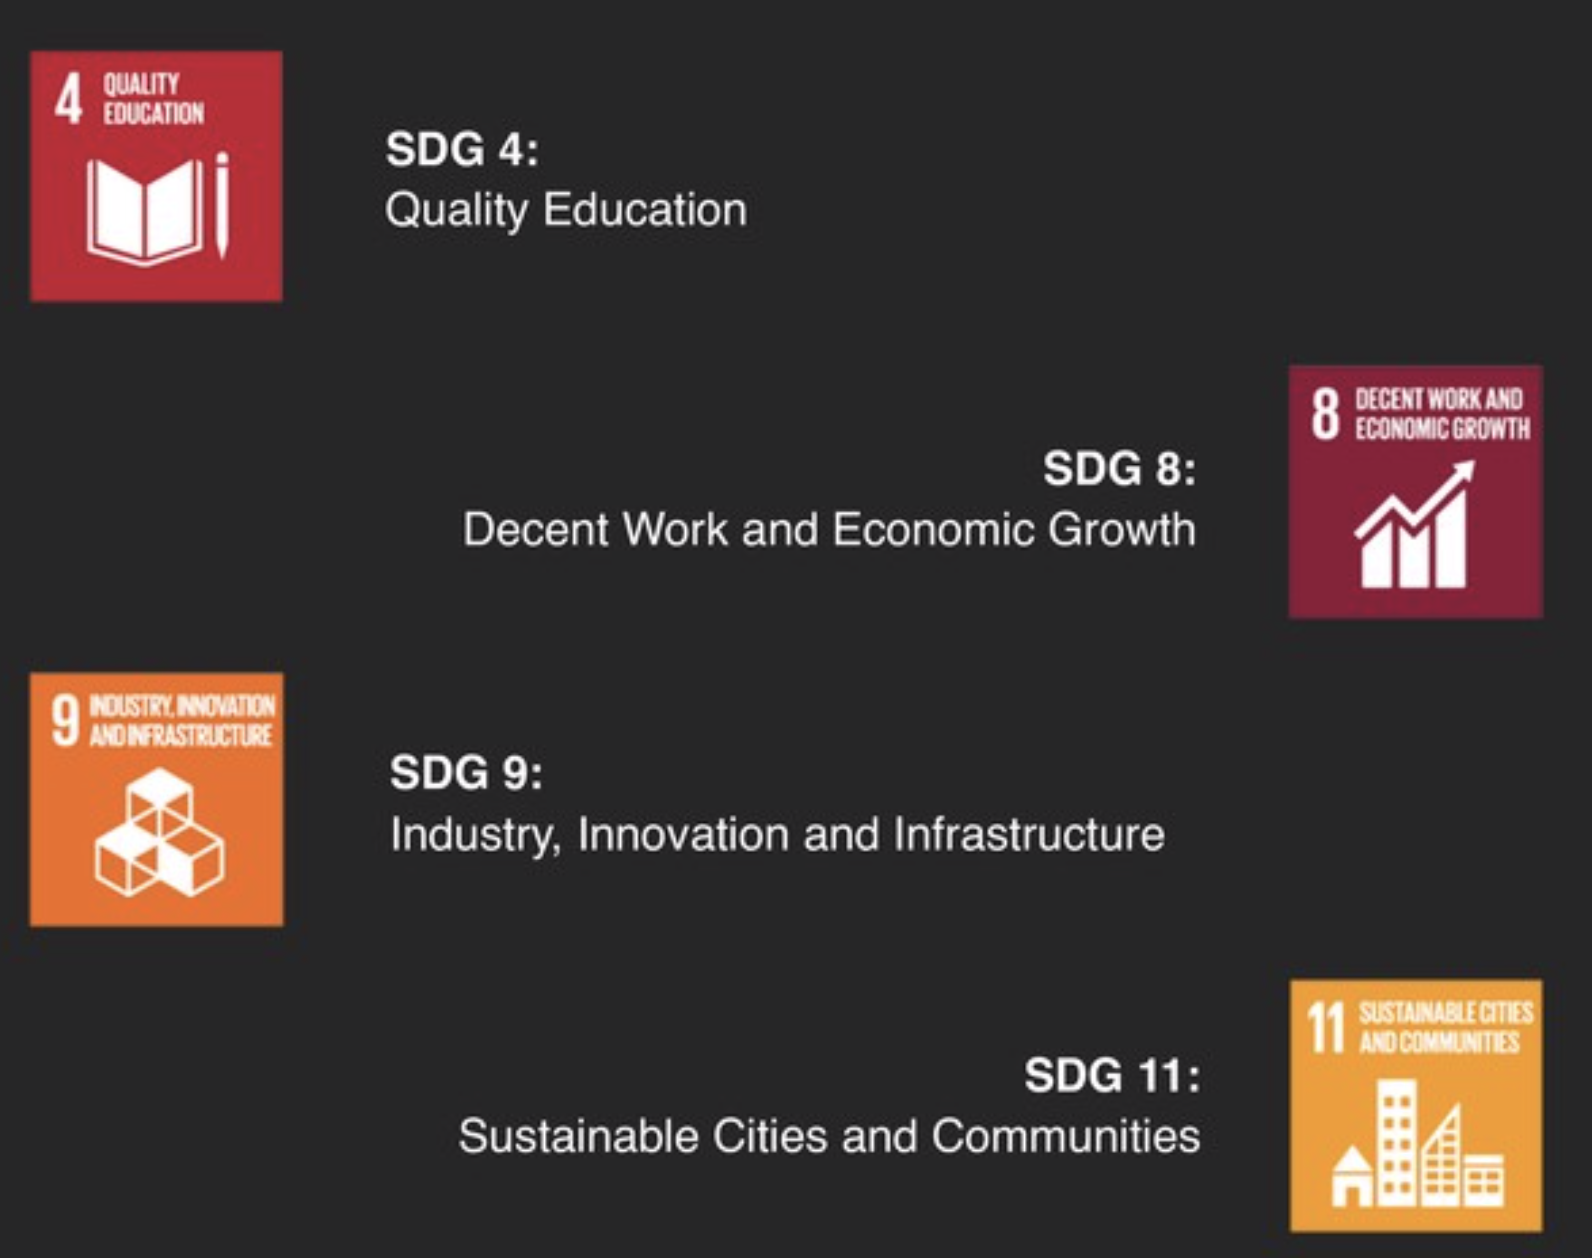 4 QUALITY
EDUCATION
SDG 4:
Quality Education
8 DECENT WORK AND
ECONOMIC GROWTH
SDG 8:
Decent Work and Economic Growth
9 INDUSTRY, INNOVATION
AND INFRASTRUCTURE
SDG 9:
Industry, Innovation and Infrastructure
11 SUSTAINABLE CITIES
AND COMMUNITIES
SDG 11:
Sustainable Cities and Communities